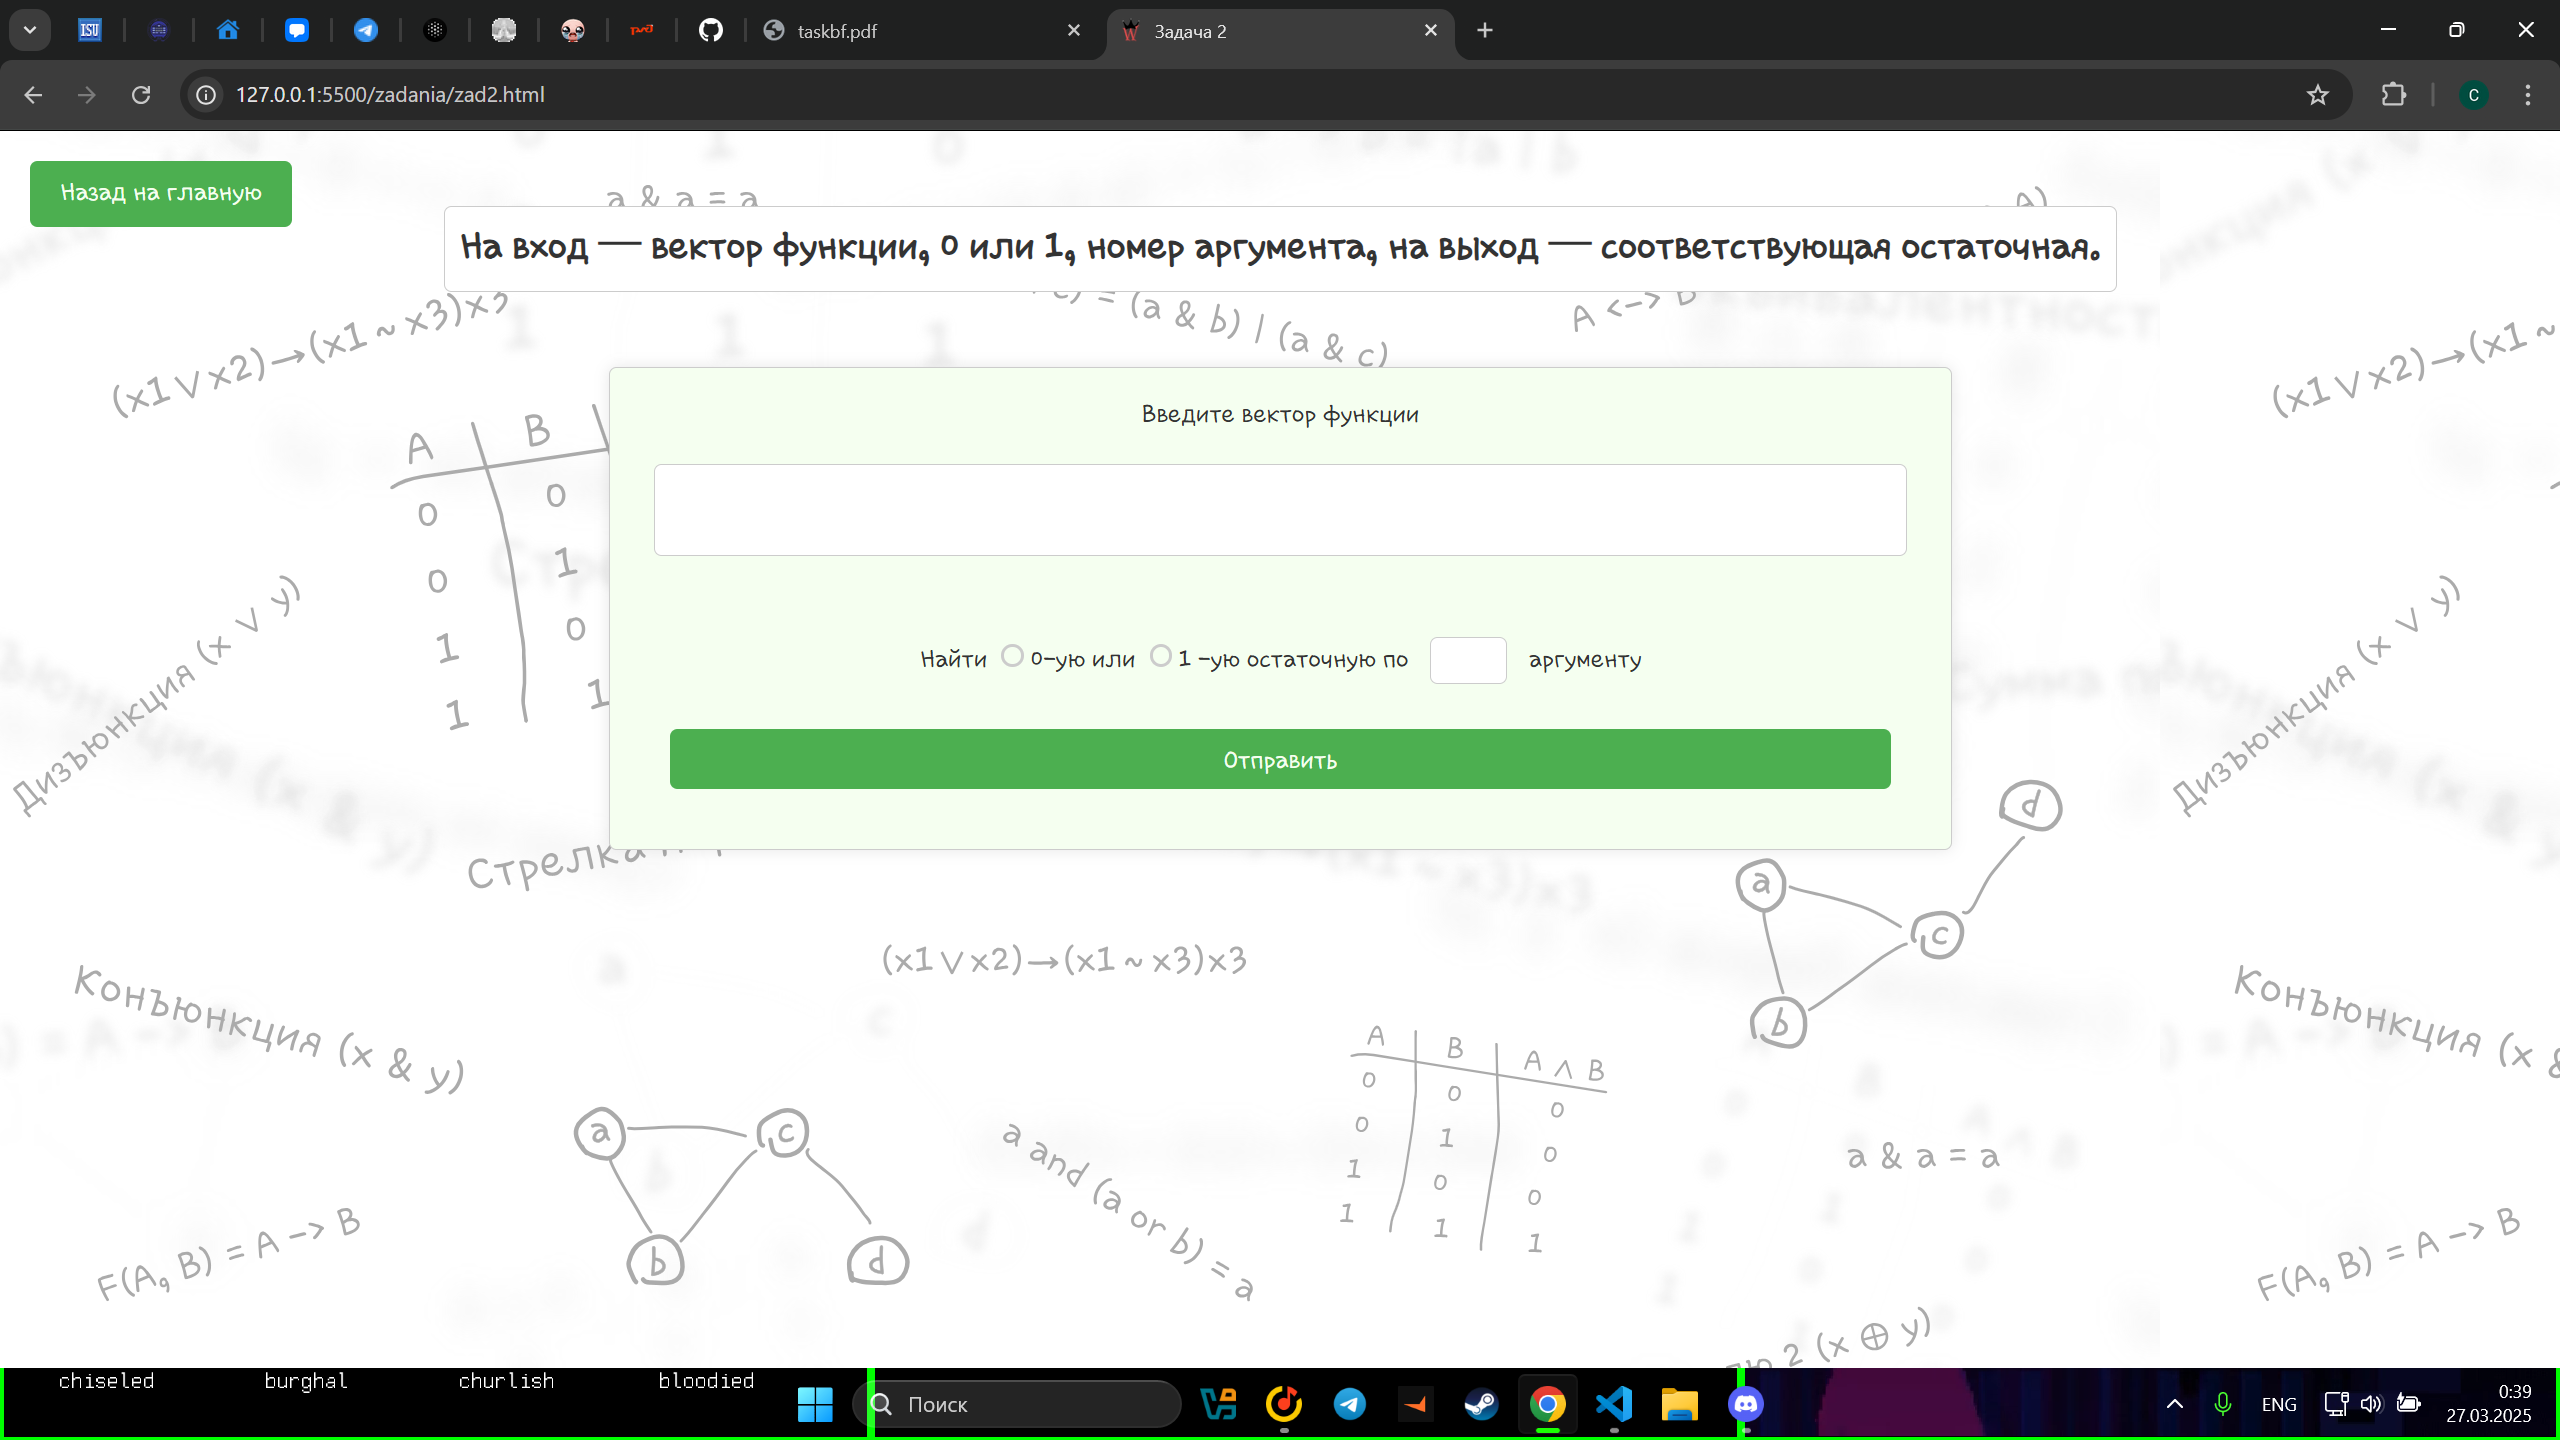 ISU
taskbf.pdf
Задача 2
127.0.0.1:5500/zadania/zad2.html
C
Назад на главную
a & a = a
На вход — вектор функции, 0 или 1, номер аргумента, на выход — соответствующая остаточная.
(x1∨x2)→(x1~x3)x3
= (a & b) | (a & c)
A <-> B
(x1∨x2)→(x1~
A B
0 0
0 1
1 0
1 1
Введите вектор функции
Найти 0-ую или 1 -ую остаточную по аргументу
Отправить
Дизъюнкция (x ∨ y)
Дизъюнкция (x ∨ y)
Стрелка
(x1∨x2)→(x1~x3)x3
a
c
b
d
Конъюнкция (x & y)
Конъюнкция (x &
A B A ∧ B
0 0 0
0 1 0
1 0 0
1 1 1
a
c
b
d
a and (a or b) = a
a & a = a
F(A, B) = A -> B
F(A, B) = A -> B
2 (x ⊕ y)
chiseled burghal churlish bloodied
Поиск
ENG
0:39
27.03.2025